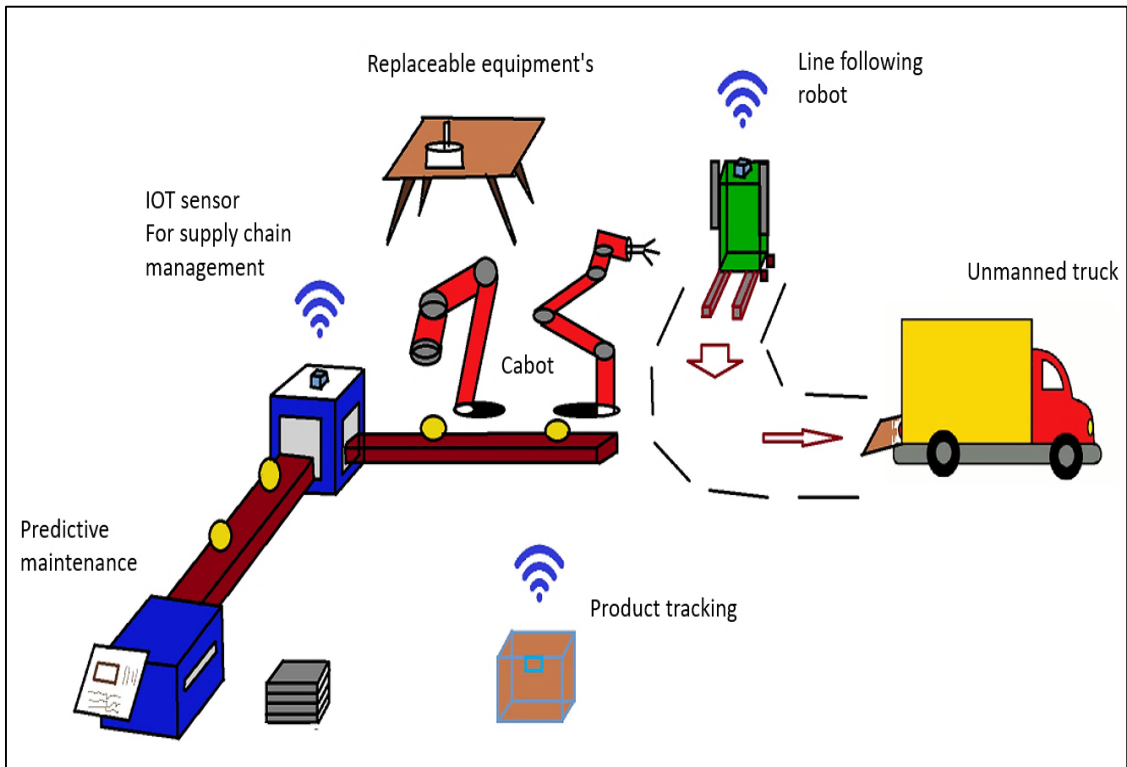 Replaceable equipment's
Line following
robot
IOT sensor
For supply chain
management
Unmanned truck
Cabot
Predictive
maintenance
Product tracking